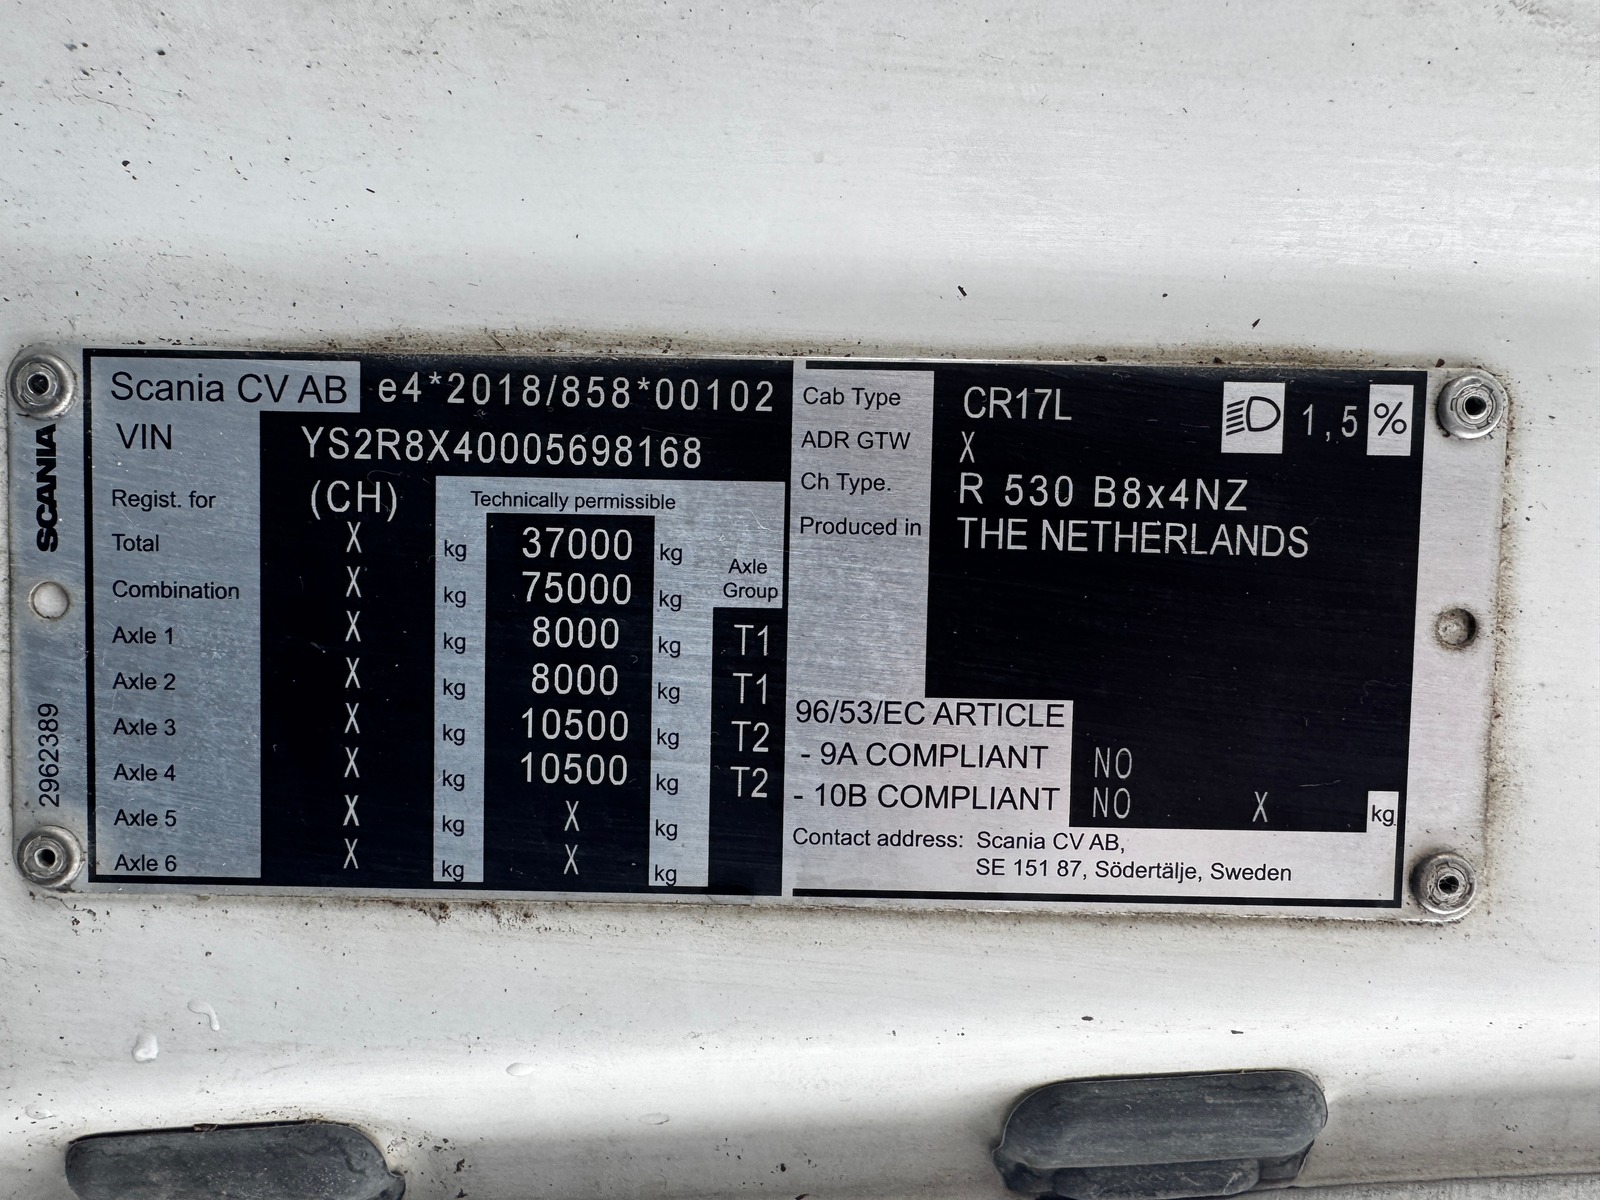 Scania CV AB e4*2018/858*00102
VIN YS2R8X40005698168
Regist. for (CH) Technically permissible
Total X kg 37000 kg
Axle Group
Combination X kg 75000 kg
Axle 1 X kg 8000 kg T1
Axle 2 X kg 8000 kg T1
Axle 3 X kg 10500 kg T2
Axle 4 X kg 10500 kg T2
Axle 5 X kg X kg
Axle 6 X kg X kg
SCANIA
2962389
Cab Type CR17L 1,5 %
ADR GTW X
Ch Type. R 530 B8x4NZ
Produced in THE NETHERLANDS
96/53/EC ARTICLE
- 9A COMPLIANT NO
- 10B COMPLIANT NO X kg
Contact address: Scania CV AB,
SE 151 87, Södertälje, Sweden